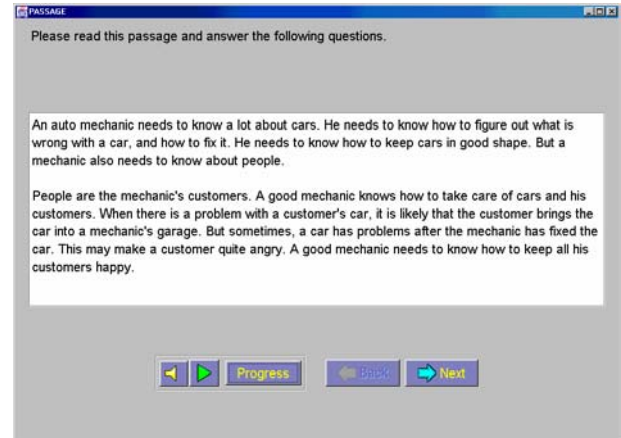 PASSAGE
Please read this passage and answer the following questions.
An auto mechanic needs to know a lot about cars. He needs to know how to figure out what is
wrong with a car, and how to fix it. He needs to know how to keep cars in good shape. But a
mechanic also needs to know about people.
People are the mechanic's customers. A good mechanic knows how to take care of cars and his
customers. When there is a problem with a customer's car, it is likely that the customer brings the
car into a mechanic's garage. But sometimes, a car has problems after the mechanic has fixed the
car. This may make a customer quite angry. A good mechanic needs to know how to keep all his
customers happy.
Progress Back Next